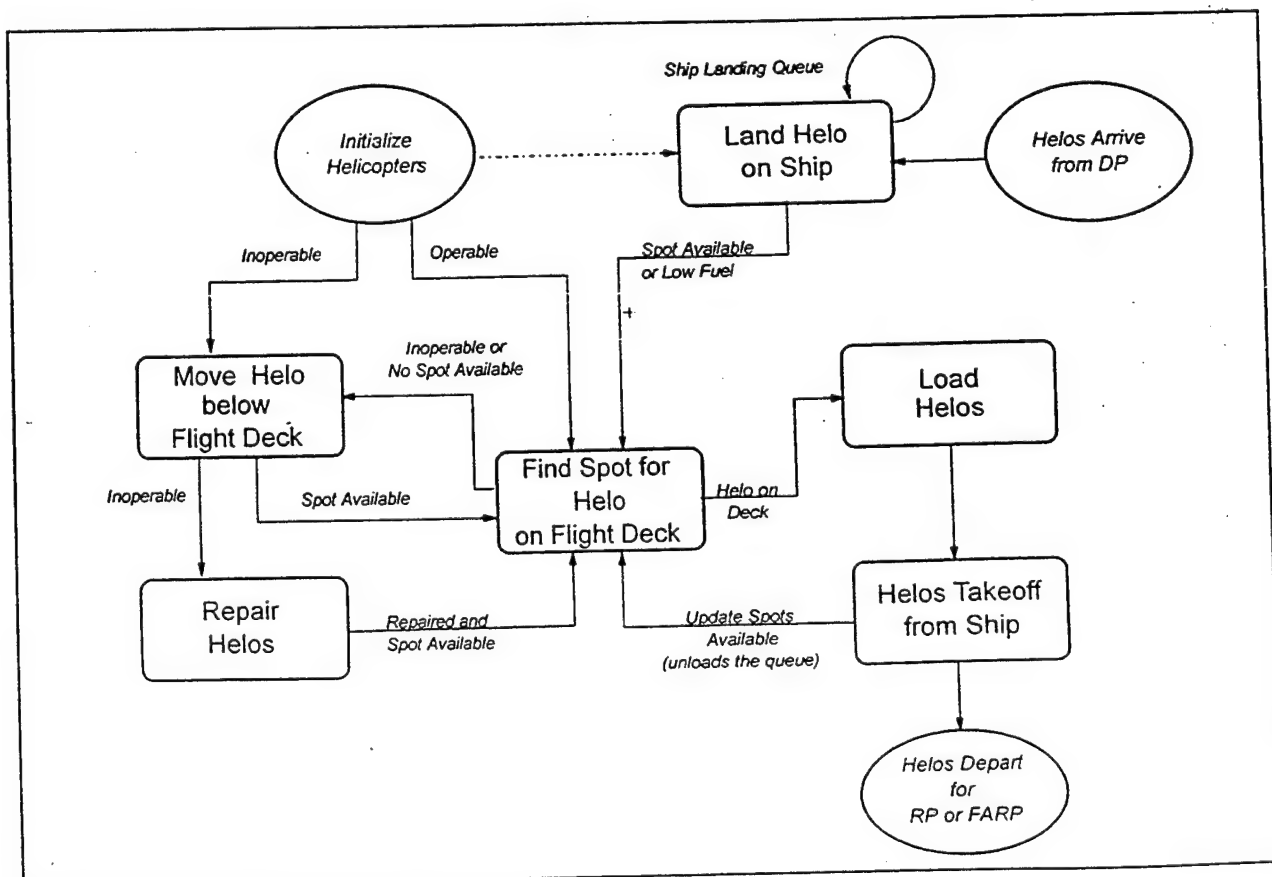 Ship Landing Queue
Initialize
Helicopters
Land Helo
on Ship
Helos Arrive
from DP
Inoperable
Operable
Spot Available
or Low Fuel
+
Inoperable or
No Spot Available
Move Helo
below
Flight Deck
Load
Helos
Find Spot for
Helo
on Flight Deck
Inoperable
Spot Available
Helo on
Deck
Repair
Helos
Repaired and
Spot Available
Update Spots
Available
(unloads the queue)
Helos Takeoff
from Ship
Helos Depart
for
RP or FARP